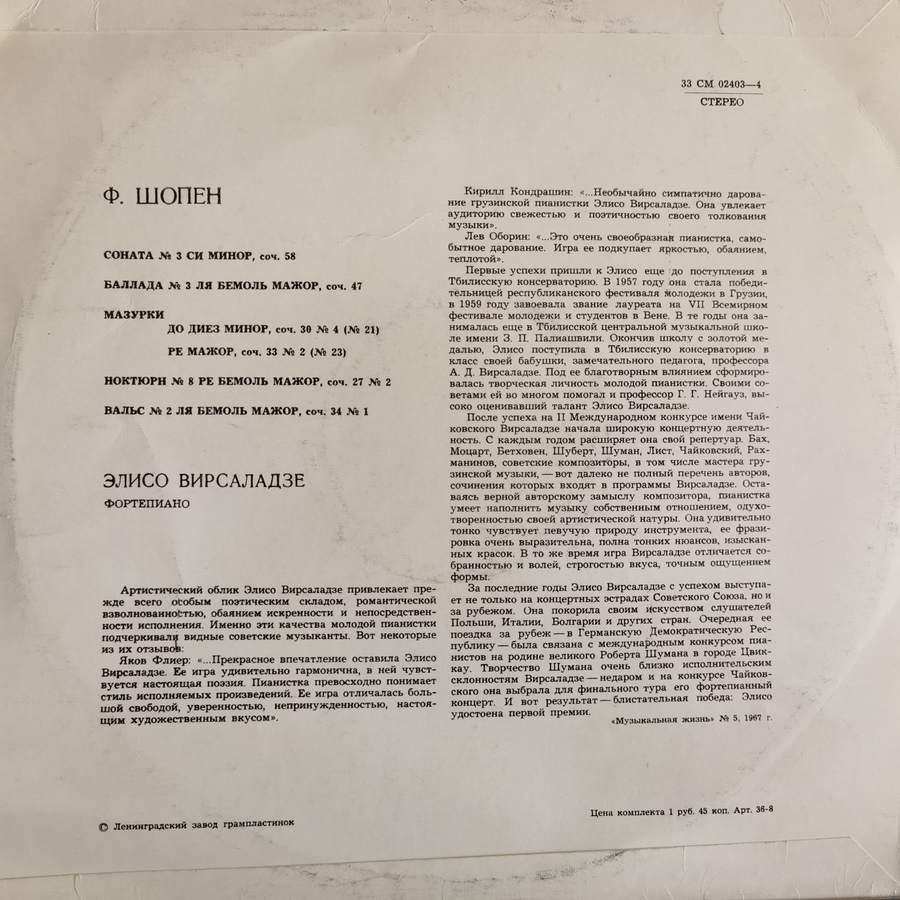 33 СМ 02403—4
СТЕРЕО
Ф. ШОПЕН
СОНАТА № 3 СИ МИНОР, соч. 58
БАЛЛАДА № 3 ЛЯ БЕМОЛЬ МАЖОР, соч. 47
МАЗУРКИ
ДО ДИЕЗ МИНОР, соч. 30 № 4 (№ 21)
РЕ МАЖОР, соч. 33 № 2 (№ 23)
НОКТЮРН № 8 РЕ БЕМОЛЬ МАЖОР, соч. 27 № 2
ВАЛЬС № 2 ЛЯ БЕМОЛЬ МАЖОР, соч. 34 № 1
ЭЛИСО ВИРСАЛАДЗЕ
ФОРТЕПИАНО
Артистический облик Элисо Вирсаладзе привлекает пре-
жде всего особым поэтическим складом, романтической
взволнованностью, обаянием искренности и непосредствен-
ности исполнения. Именно эти качества молодой пианистки
подчеркивали видные советские музыканты. Вот некоторые
из их отзывов:
Яков Флиер: «...Прекрасное впечатление оставила Элисо
Вирсаладзе. Ее игра удивительно гармонична, в ней чувст-
вуется настоящая поэзия. Пианистка превосходно понимает
стиль исполняемых произведений. Ее игра отличалась боль-
шой свободой, уверенностью, непринужденностью, настоя-
щим художественным вкусом».
Кирилл Кондрашин: «...Необычайно симпатично дарова-
ние грузинской пианистки Элисо Вирсаладзе. Она увлекает
аудиторию свежестью и поэтичностью своего толкования
музыки».
Лев Оборин: «...Это очень своеобразная пианистка, само-
бытное дарование. Игра ее подкупает яркостью, обаянием,
теплотой».
Первые успехи пришли к Элисо еще до поступления в
Тбилисскую консерваторию. В 1957 году она стала победи-
тельницей республиканского фестиваля молодежи в Грузии,
в 1959 году завоевала звание лауреата на VII Всемирном
фестивале молодежи и студентов в Вене. В те годы она за-
нималась еще в Тбилисской центральной музыкальной шко-
ле имени З. П. Палиашвили. Окончив школу с золотой ме-
далью, Элисо поступила в Тбилисскую консерваторию в
класс своей бабушки, замечательного педагога, профессора
А. Д. Вирсаладзе. Под ее благотворным влиянием сформиро-
валась творческая личность молодой пианистки. Своими со-
ветами ей во многом помогал и профессор Г. Г. Нейгауз, вы-
соко оценивавший талант Элисо Вирсаладзе.
После успеха на II Международном конкурсе имени Чай-
ковского Вирсаладзе начала широкую концертную деятель-
ность. С каждым годом расширяет она свой репертуар. Бах,
Моцарт, Бетховен, Шуберт, Шуман, Лист, Чайковский, Рах-
манинов, советские композиторы, в том числе мастера гру-
зинской музыки,—вот далеко не полный перечень авторов,
сочинения которых входят в программы Вирсаладзе. Оста-
ваясь верной авторскому замыслу композитора, пианистка
умеет наполнить музыку собственным отношением, одухо-
творенностью своей артистической натуры. Она удивительно
тонко чувствует певучую природу инструмента, ее фрази-
ровка очень выразительна, полна тонких нюансов, изыскан-
ных красок. В то же время игра Вирсаладзе отличается со-
бранностью и волей, строгостью вкуса, точным ощущением
формы.
За последние годы Элисо Вирсаладзе с успехом выступа-
ет не только на концертных эстрадах Советского Союза, но и
за рубежом. Она покорила своим искусством слушателей
Польши, Италии, Болгарии и других стран. Очередная ее
поездка за рубеж—в Германскую Демократическую Рес-
публику—была связана с международным конкурсом пиа-
нистов на родине великого Роберта Шумана в городе Цвик-
кау. Творчество Шумана очень близко исполнительским
склонностям Вирсаладзе—недаром и на конкурсе Чайков-
ского она выбрала для финального тура его фортепианный
концерт. И вот результат—блистательная победа: Элисо
удостоена первой премии.
«Музыкальная жизнь» № 5, 1967 г.
© Ленинградский завод грампластинок
Цена комплекта 1 руб. 45 коп. Арт. 36-8